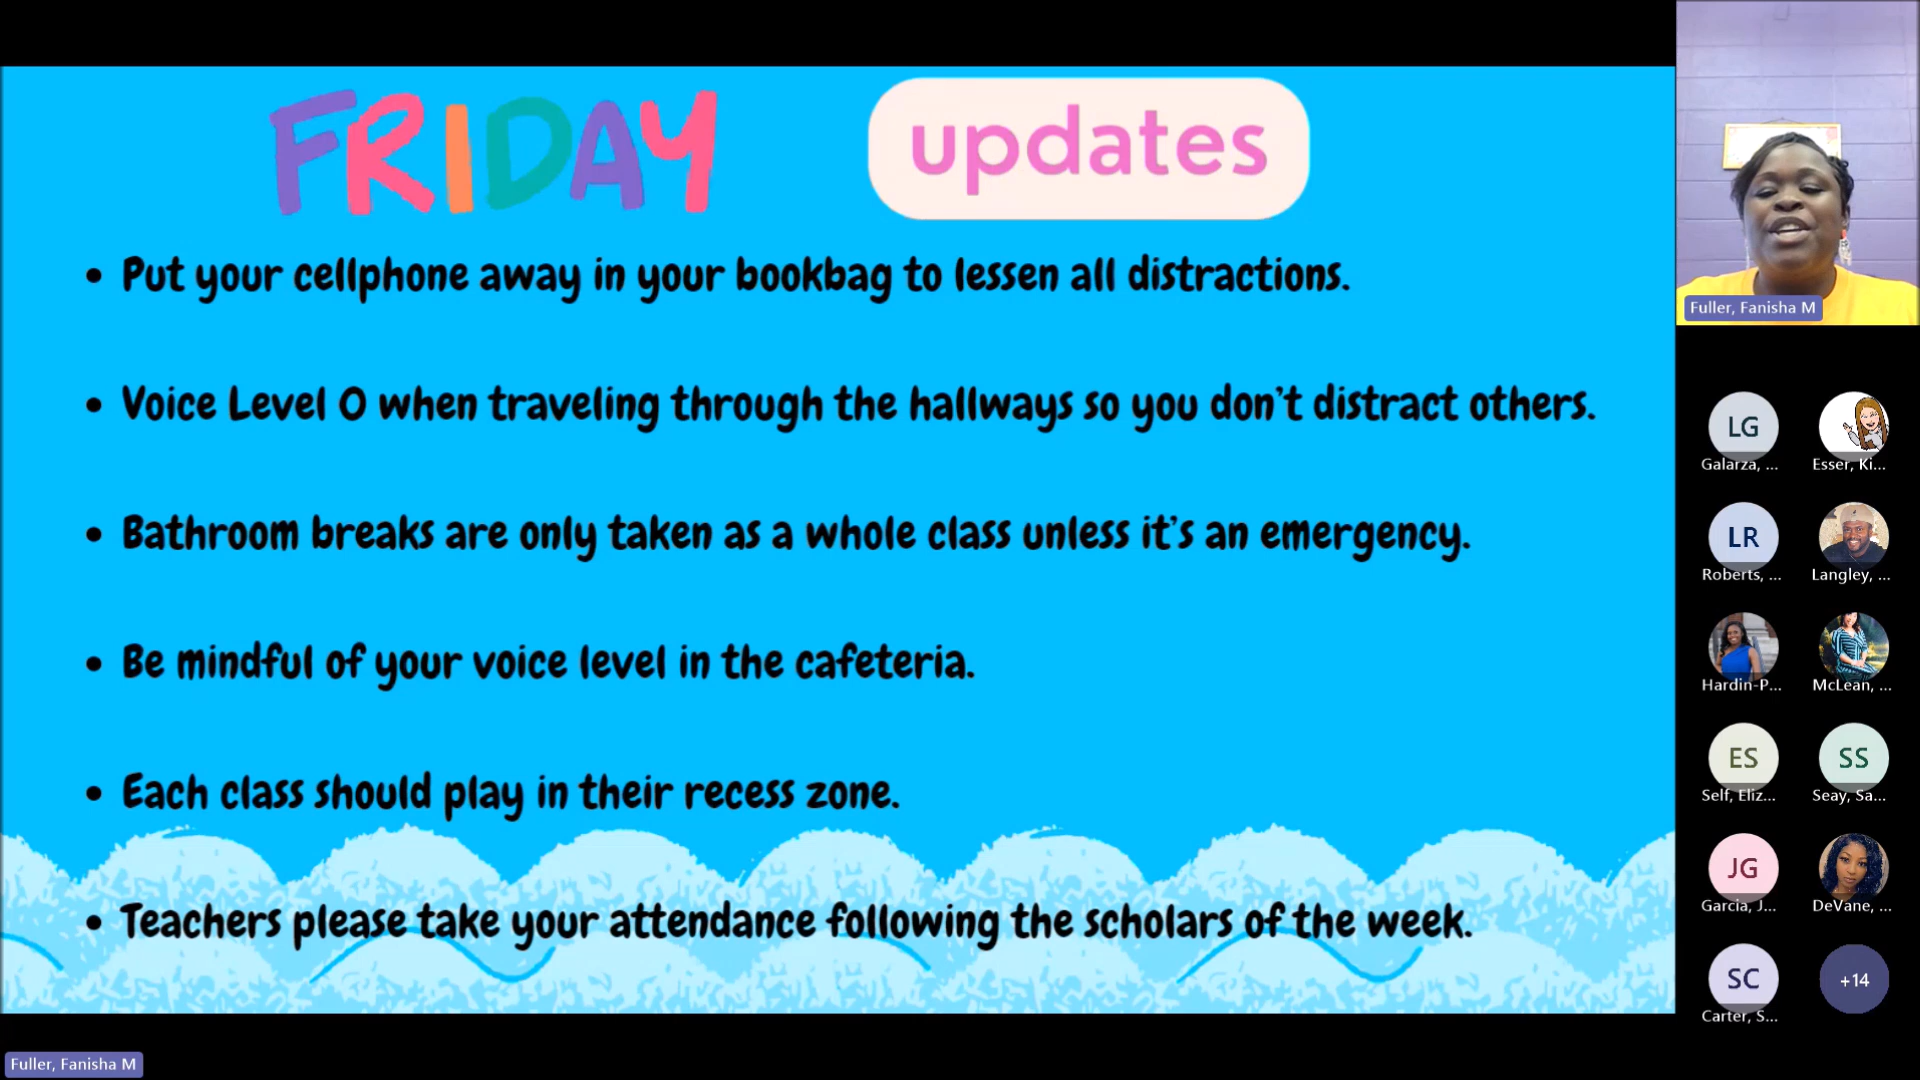 FRIDAY updates
• Put your cellphone away in your bookbag to lessen all distractions.
• Voice Level 0 when traveling through the hallways so you don't distract others.
• Bathroom breaks are only taken as a whole class unless it's an emergency.
• Be mindful of your voice level in the cafeteria.
• Each class should play in their recess zone.
• Teachers please take your attendance following the scholars of the week.
Fuller, Fanisha M
LG
Galarza, ...
Esser, Ki...
LR
Roberts, ...
Langley, ...
Hardin-P...
McLean, ...
ES
Self, Eliz...
SS
Seay, Sa...
JG
Garcia, J...
DeVane, ...
SC
Carter, S...
+14
Fuller, Fanisha M